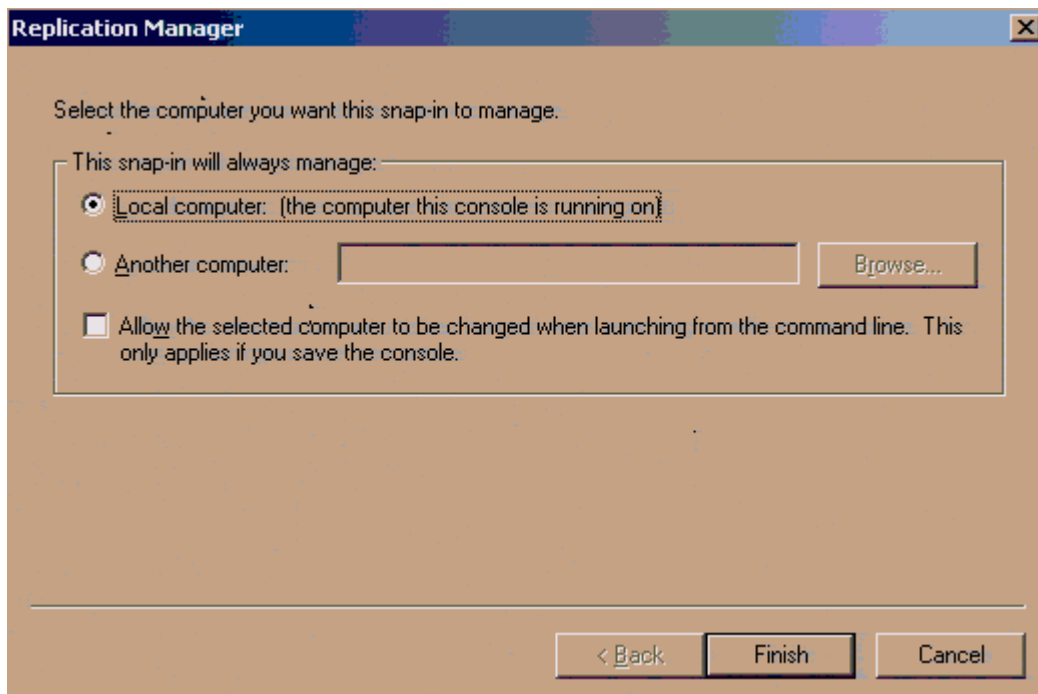 Replication Manager
Select the computer you want this snap-in to manage.
This snap-in will always manage:
Local computer: (the computer this console is running on)
Another computer:
Browse...
Allow the selected computer to be changed when launching from the command line. This
only applies if you save the console.
< Back
Finish
Cancel